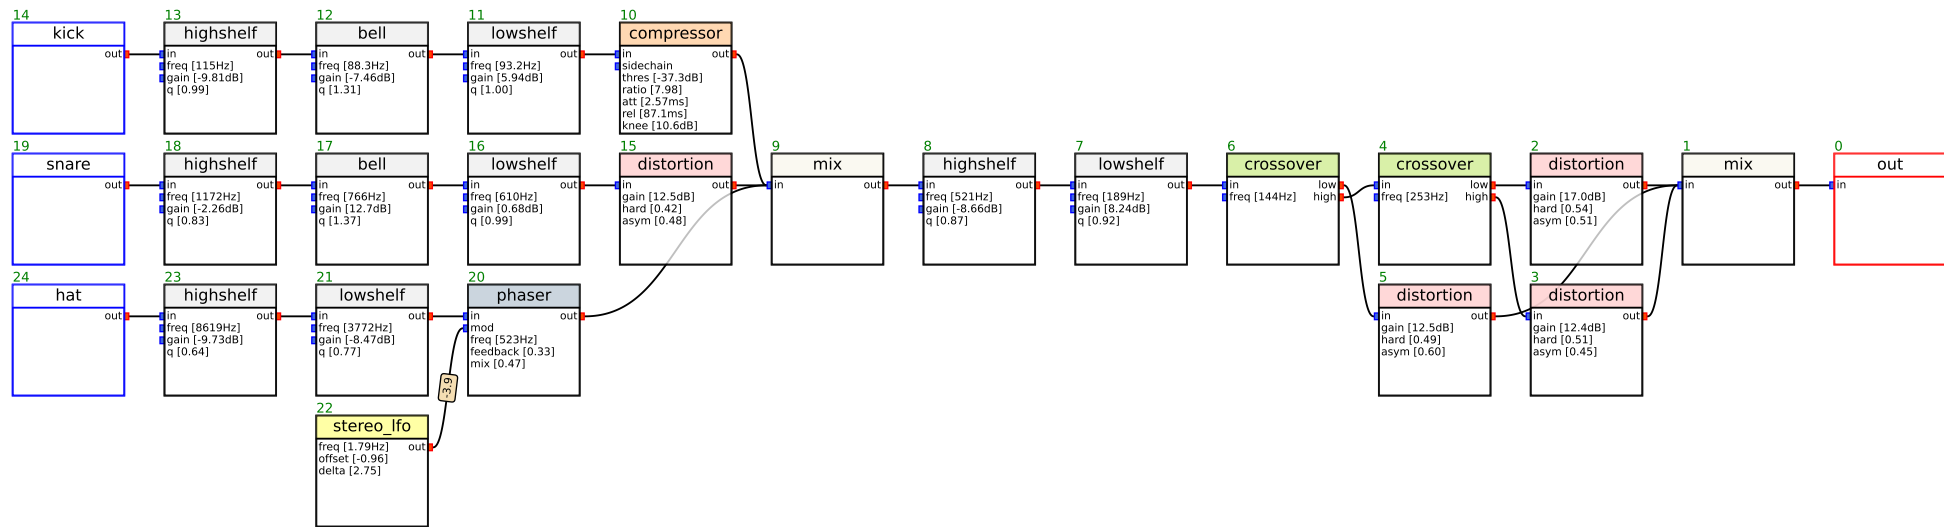 14
kick
out
13
highshelf
in out
freq [115Hz]
gain [-9.81dB]
q [0.99]
12
bell
in out
freq [88.3Hz]
gain [-7.46dB]
q [1.31]
11
lowshelf
in out
freq [93.2Hz]
gain [5.94dB]
q [1.00]
10
compressor
in out
sidechain
thres [-37.3dB]
ratio [7.98]
att [2.57ms]
rel [87.1ms]
knee [10.6dB]
19
snare
out
18
highshelf
in out
freq [1172Hz]
gain [-2.26dB]
q [0.83]
17
bell
in out
freq [766Hz]
gain [12.7dB]
q [1.37]
16
lowshelf
in out
freq [610Hz]
gain [0.68dB]
q [0.99]
15
distortion
in out
gain [12.5dB]
hard [0.42]
asym [0.48]
9
mix
in out
8
highshelf
in out
freq [521Hz]
gain [-8.66dB]
q [0.87]
7
lowshelf
in out
freq [189Hz]
gain [8.24dB]
q [0.92]
6
crossover
in low
freq [144Hz] high
4
crossover
in low
freq [253Hz] high
2
distortion
in out
gain [17.0dB]
hard [0.54]
asym [0.51]
1
mix
in out
0
out
in
24
hat
out
23
highshelf
in out
freq [8619Hz]
gain [-9.73dB]
q [0.64]
21
lowshelf
in out
freq [3772Hz]
gain [-8.47dB]
q [0.77]
20
phaser
in out
mod
freq [523Hz]
feedback [0.33]
mix [0.47]
5
distortion
in out
gain [12.5dB]
hard [0.49]
asym [0.60]
3
distortion
in out
gain [12.4dB]
hard [0.51]
asym [0.45]
-3.9
22
stereo_lfo
freq [1.79Hz] out
offset [-0.96]
delta [2.75]